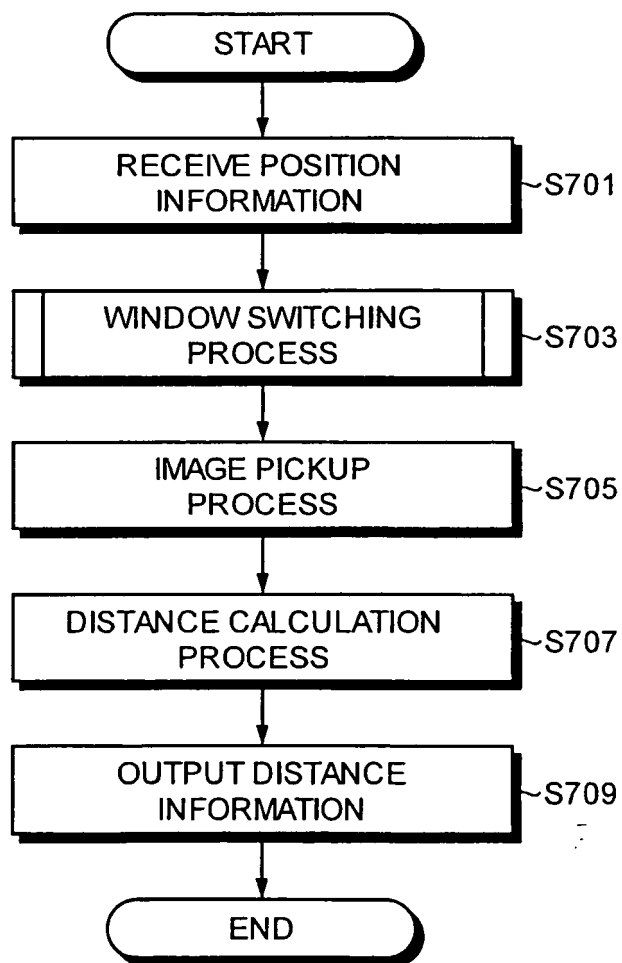 START
RECEIVE POSITION
INFORMATION
S701
WINDOW SWITCHING
PROCESS
S703
IMAGE PICKUP
PROCESS
S705
DISTANCE CALCULATION
PROCESS
S707
OUTPUT DISTANCE
INFORMATION
S709
END